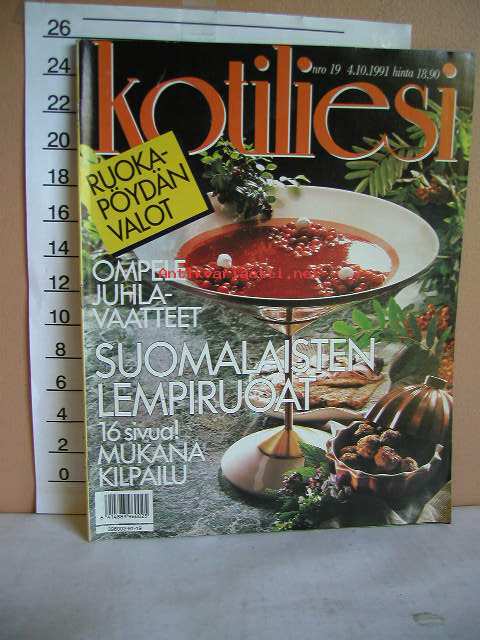 26
24
22
20
18
16
14
12
10
8
6
4
2
0
nro 19 4.10.1991 hinta 18,90
kotiliesi
RUOKA-
PÖYDÄN
VALOT
OMPELE
JUHLA-
VAATTEET
SUOMALAISTEN
LEMPIRUOAT
16 sivua!
MUKANA
KILPAILU